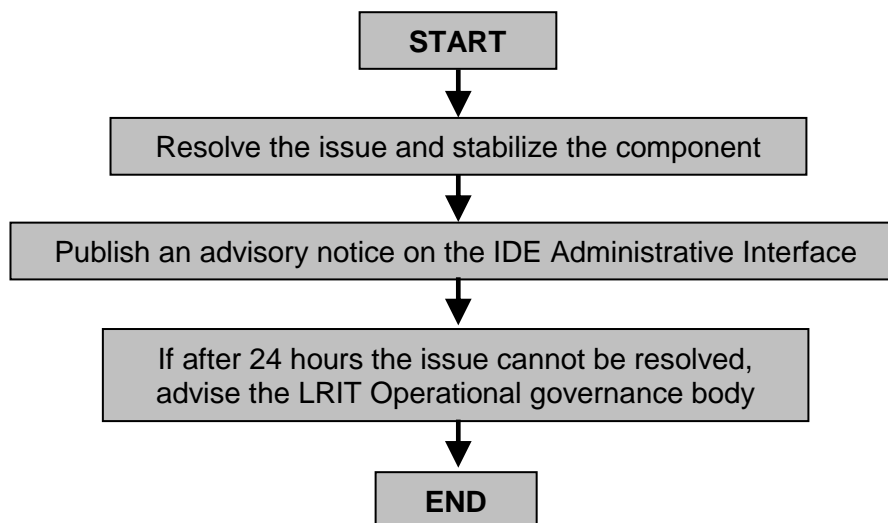 START
Resolve the issue and stabilize the component
Publish an advisory notice on the IDE Administrative Interface
If after 24 hours the issue cannot be resolved,
advise the LRIT Operational governance body
END